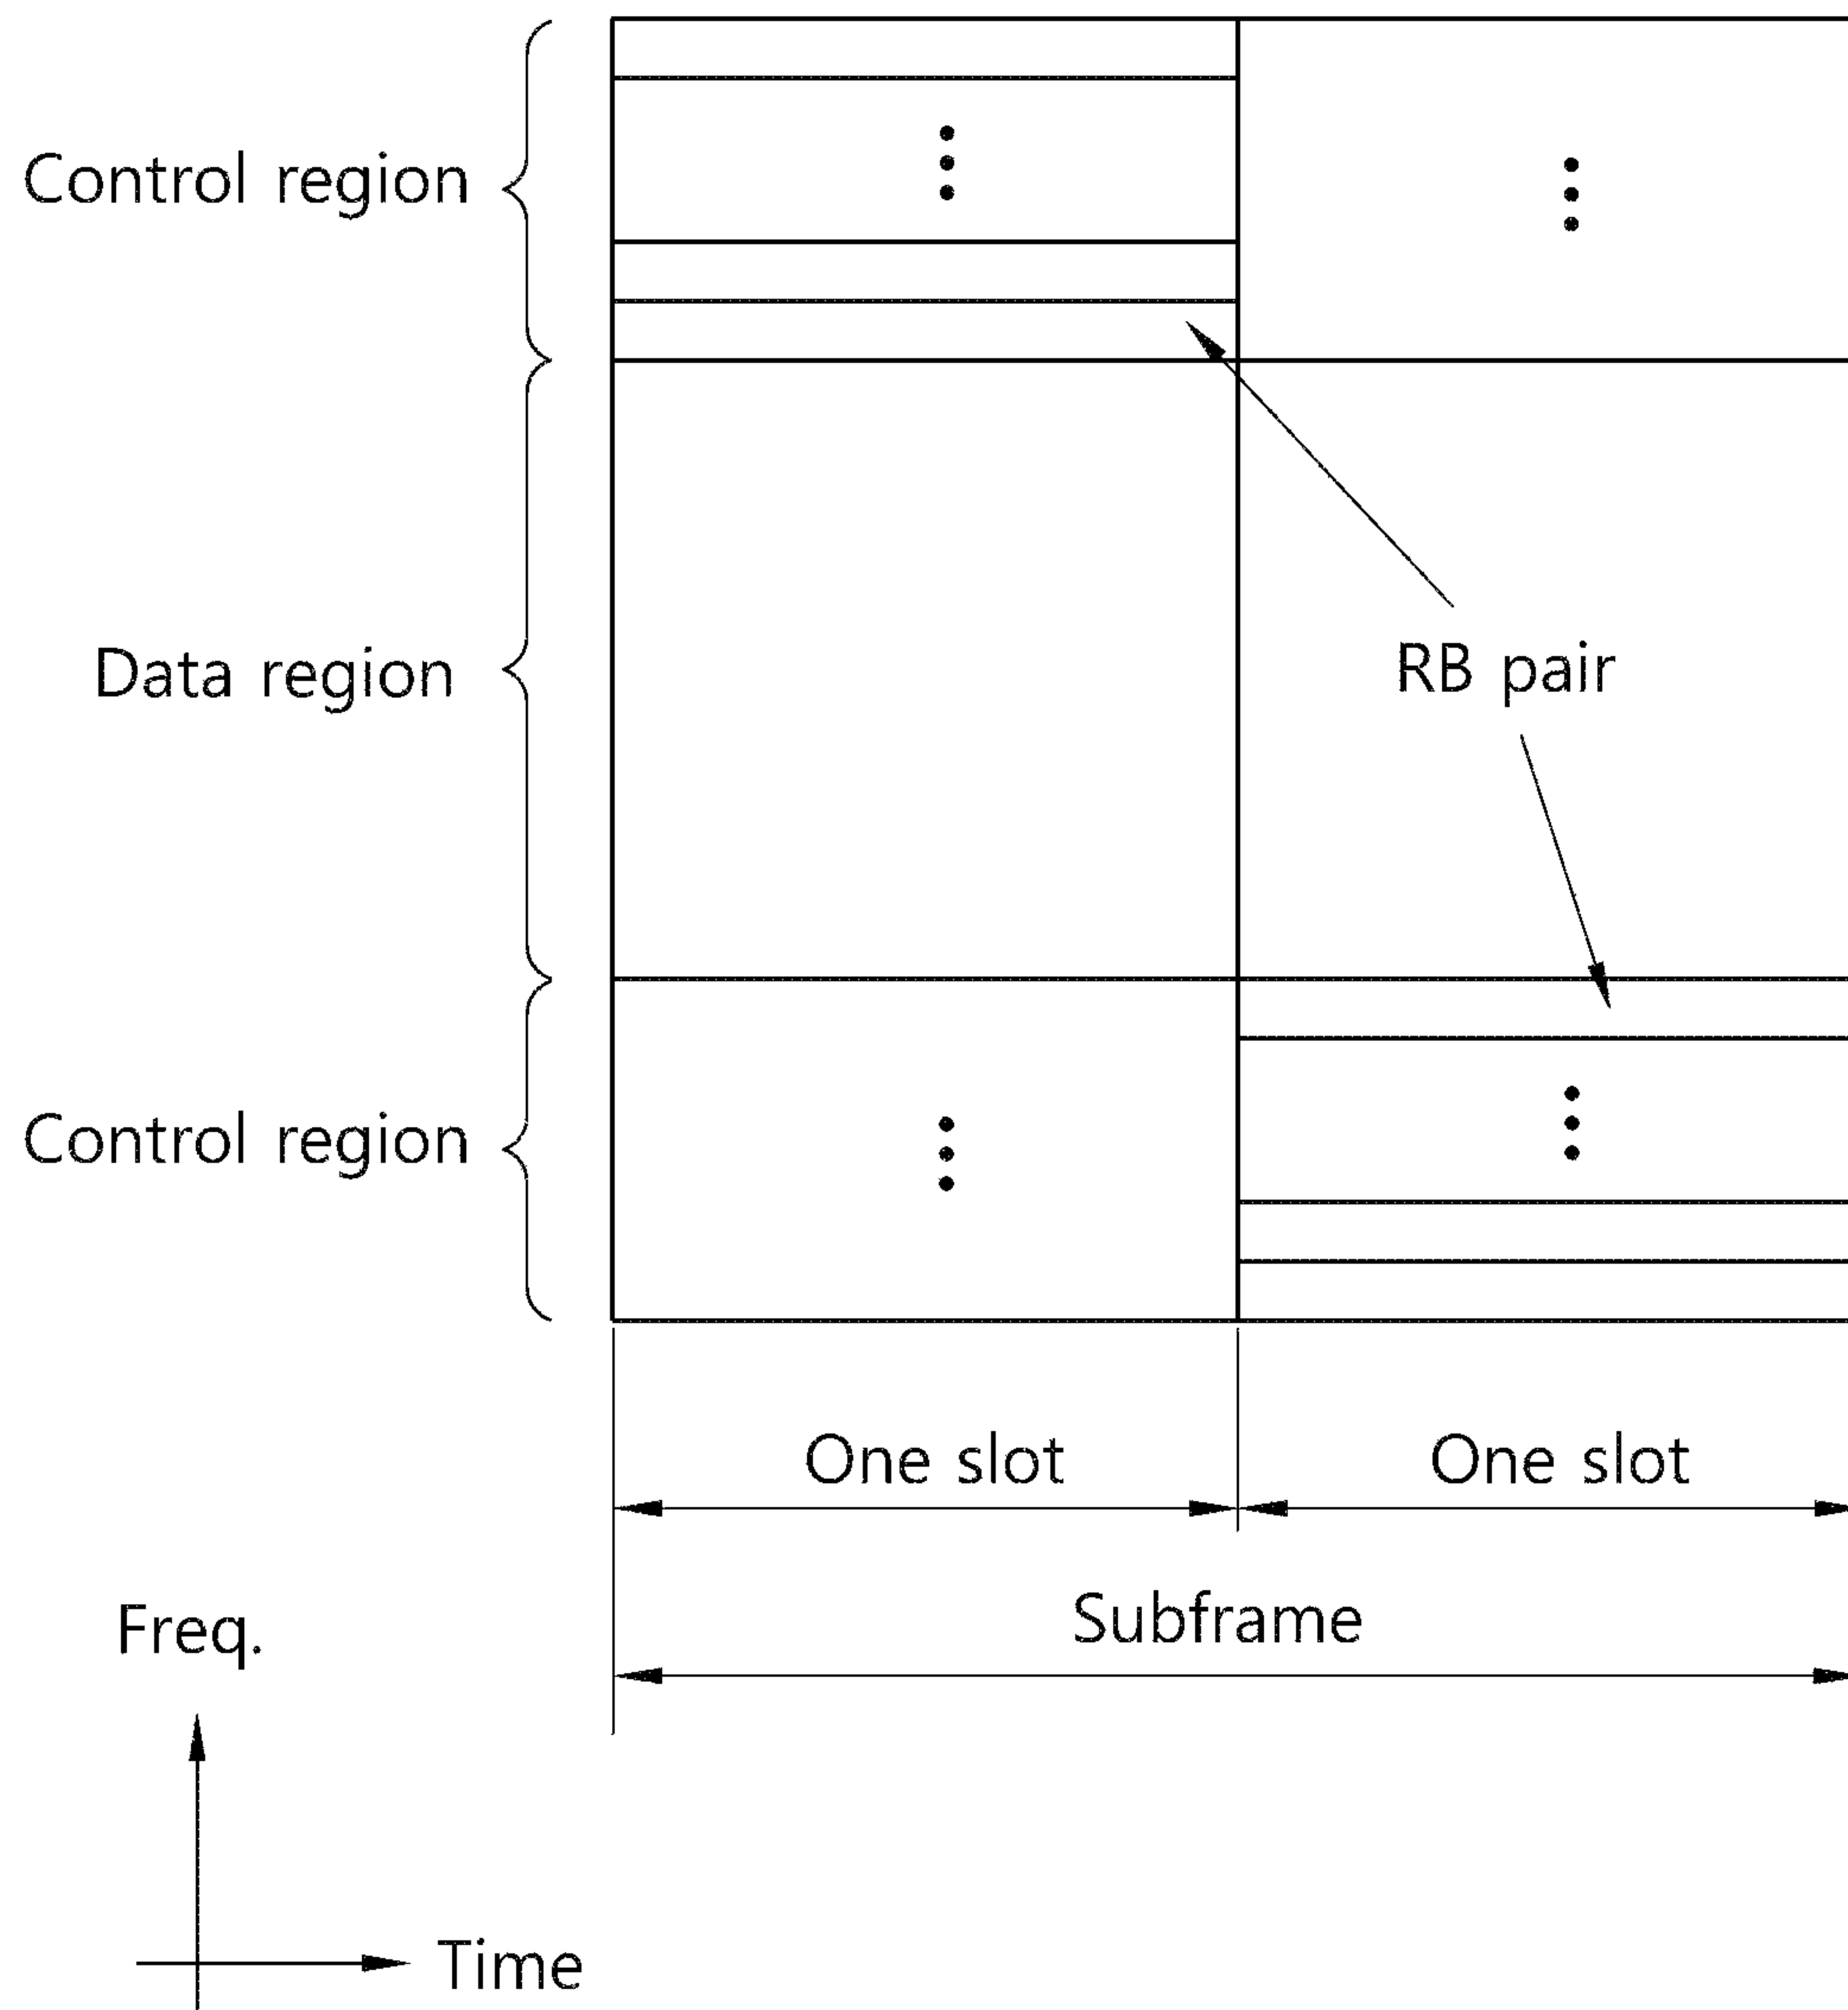 Control region
Data region
RB pair
Control region
One slot
One slot
Subframe
Freq.
Time